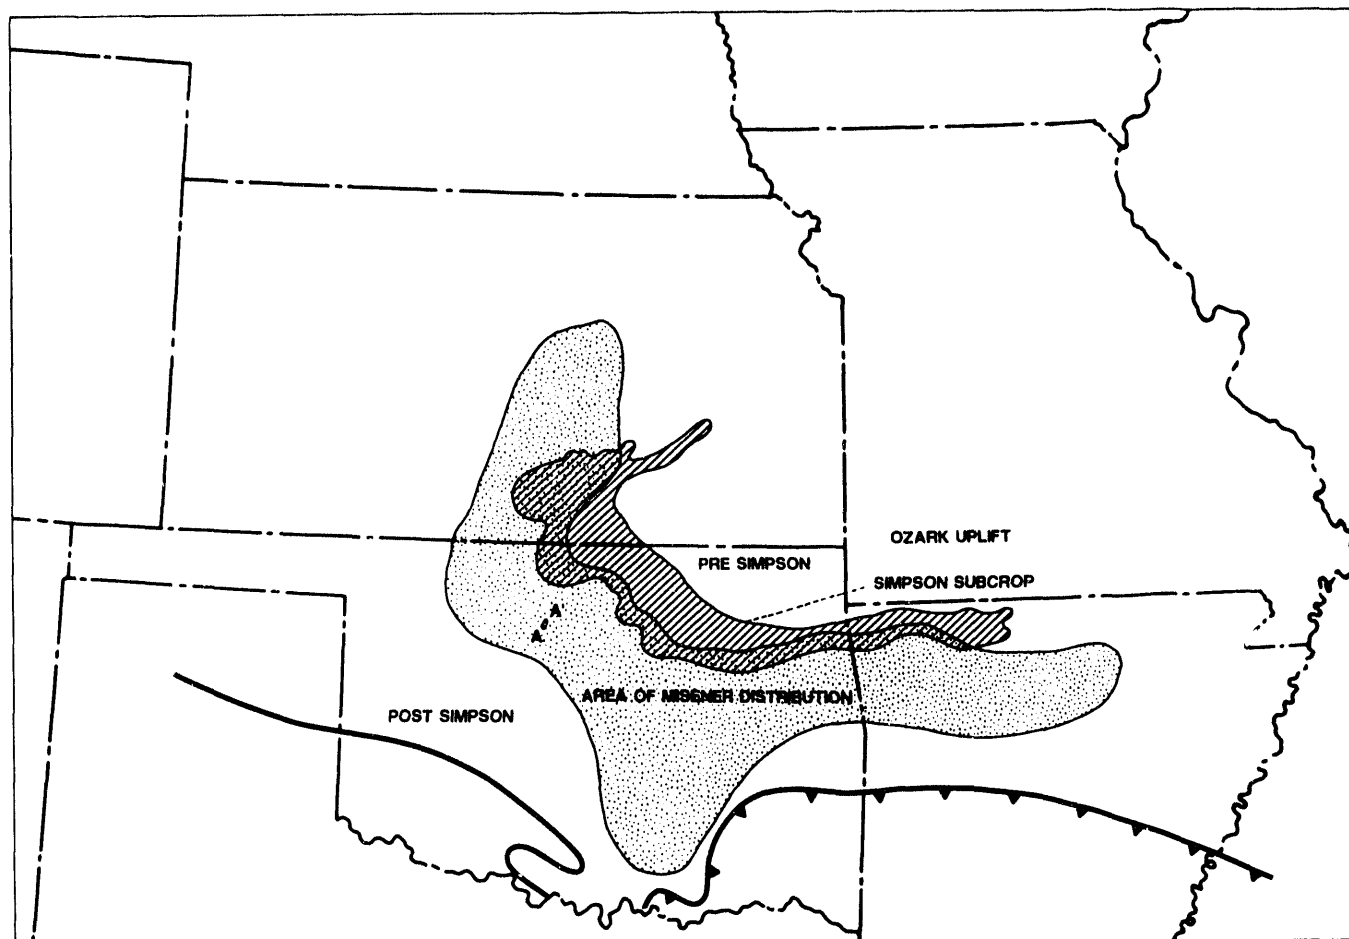 OZARK UPLIFT
PRE SIMPSON
SIMPSON SUBCROP
A'
A
AREA OF MISENER DISTRIBUTION
POST SIMPSON